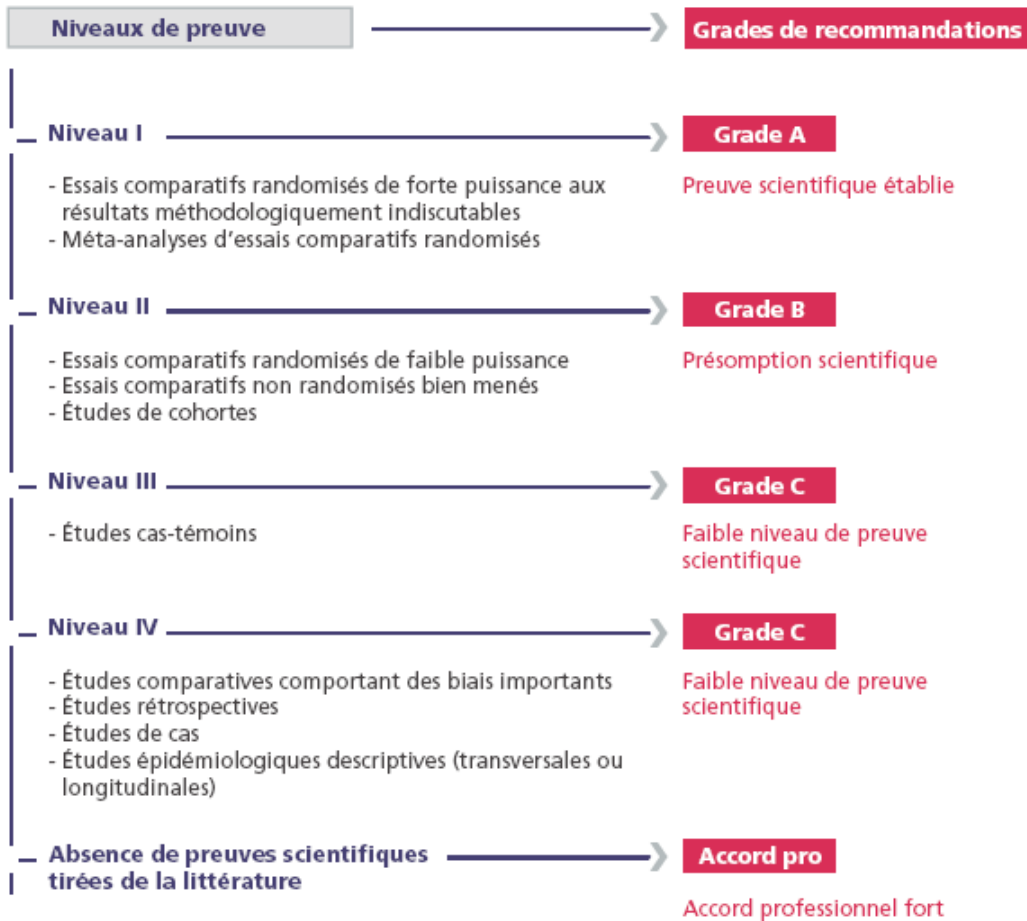 Niveaux de preuve
Grades de recommandations
Niveau I
Grade A
- Essais comparatifs randomisés de forte puissance aux
résultats méthodologiquement indiscutables
- Méta-analyses d'essais comparatifs randomisés
Preuve scientifique établie
Niveau II
Grade B
- Essais comparatifs randomisés de faible puissance
- Essais comparatifs non randomisés bien menés
- Études de cohortes
Présomption scientifique
Niveau III
Grade C
- Études cas-témoins
Faible niveau de preuve
scientifique
Niveau IV
Grade C
- Études comparatives comportant des biais importants
- Études rétrospectives
- Études de cas
- Études épidémiologiques descriptives (transversales ou
longitudinales)
Faible niveau de preuve
scientifique
Absence de preuves scientifiques
tirées de la littérature
Accord pro
Accord professionnel fort